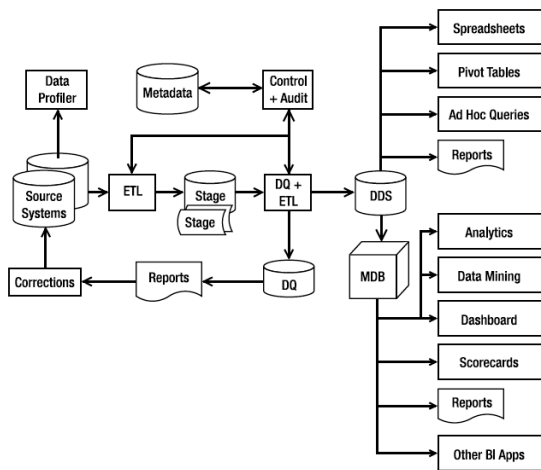 Spreadsheets
Data
Profiler
Metadata
Control
+ Audit
Pivot Tables
Ad Hoc Queries
Reports
Source
Systems
ETL
Stage
Stage
DQ +
ETL
DDS
Analytics
MDB
Data Mining
Corrections
Reports
DQ
Dashboard
Scorecards
Reports
Other BI Apps